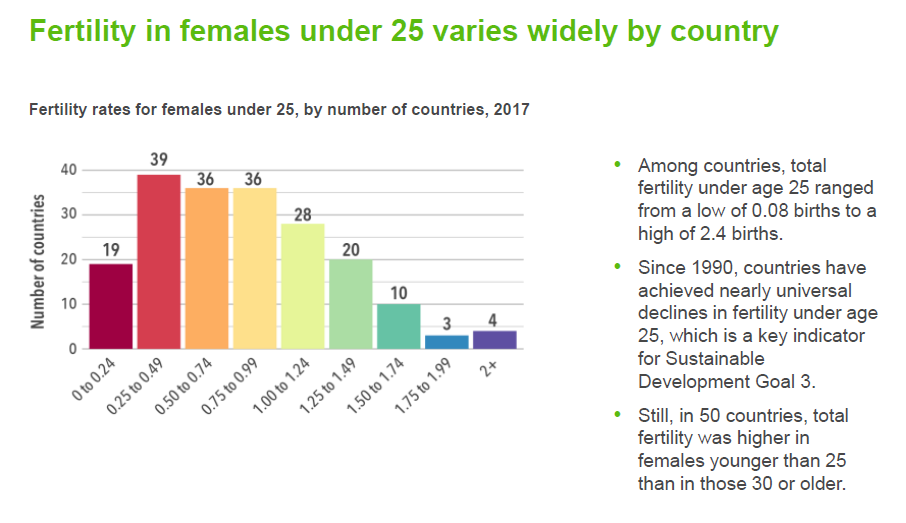 Fertility in females under 25 varies widely by country
Fertility rates for females under 25, by number of countries, 2017
Number of countries
40
30
20
10
0
19
39
36
36
28
20
10
3
4
0 to 0.24
0.25 to 0.49
0.50 to 0.74
0.75 to 0.99
1.00 to 1.24
1.25 to 1.49
1.50 to 1.74
1.75 to 1.99
2+
• Among countries, total
fertility under age 25 ranged
from a low of 0.08 births to a
high of 2.4 births.
• Since 1990, countries have
achieved nearly universal
declines in fertility under age
25, which is a key indicator
for Sustainable
Development Goal 3.
• Still, in 50 countries, total
fertility was higher in
females younger than 25
than in those 30 or older.